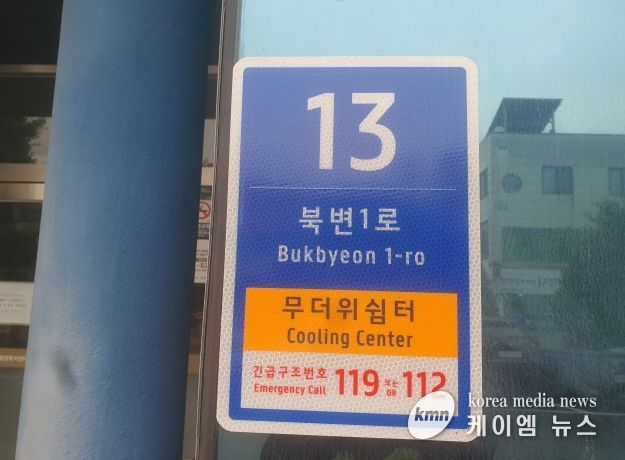 13
북변1로
Bukbyeon 1-ro
무더위쉼터
Cooling Center
긴급구조번호 119 또는 112
Emergency Call OR
kmn korea media news
케이엠 뉴스